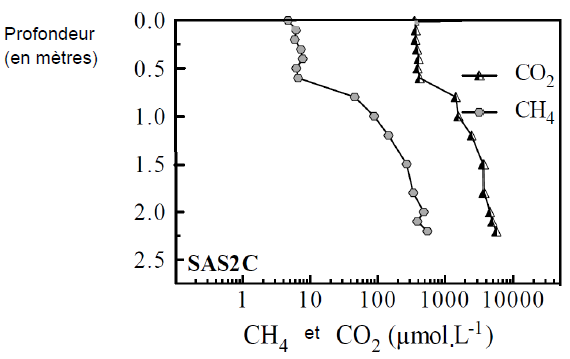 Profondeur
(en mètres)
0.0
0.5
1.0
1.5
2.0
2.5
CO₂
CH₄
SAS2C
1 10 100 1000 10000
CH₄ et CO₂ (µmol.L⁻¹)